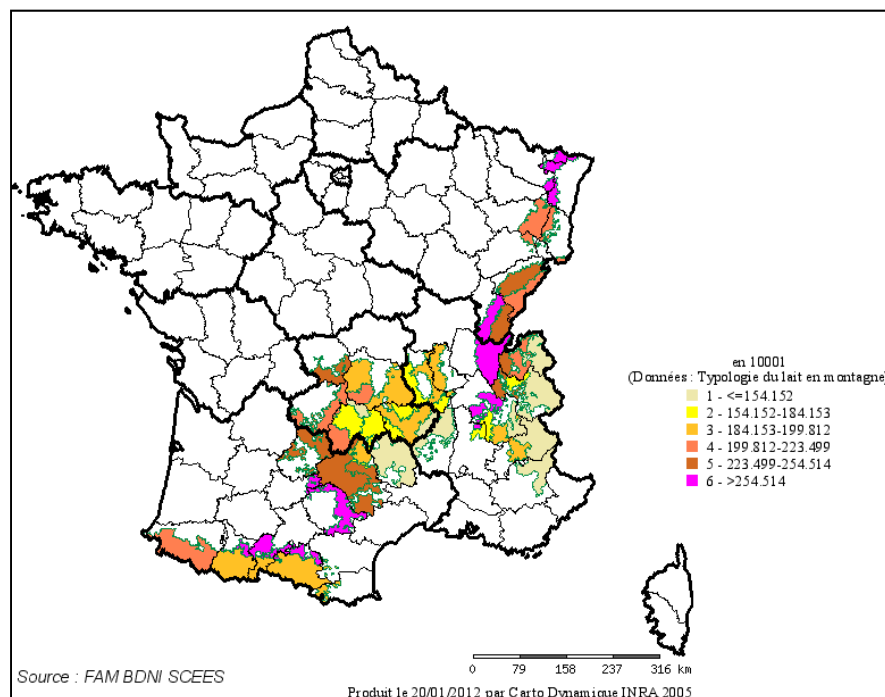 en 10001
(Données : Typologie du lait en montagne)
1 - <=154.152
2 - 154.152-184.153
3 - 184.153-199.812
4 - 199.812-223.499
5 - 223.499-254.514
6 - >254.514
0 79 158 237 316 km
Source : FAM BDNI SCEES
Produit le 20/01/2012 par Carto Dynamique INRA 2005